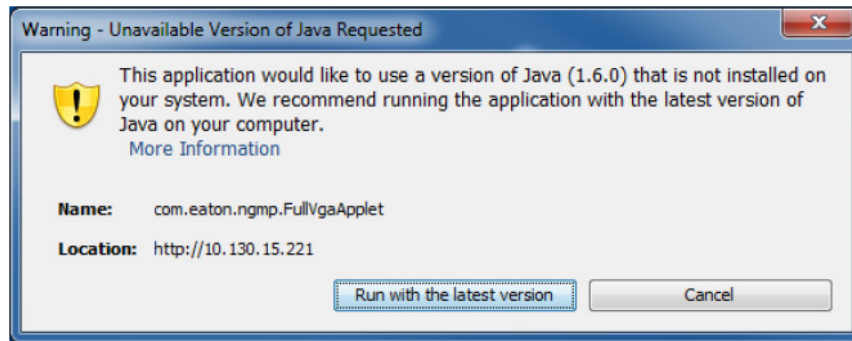 Warning - Unavailable Version of Java Requested
This application would like to use a version of Java (1.6.0) that is not installed on
your system. We recommend running the application with the latest version of
Java on your computer.
More Information
Name: com.eaton.ngmp.FullVgaApplet
Location: http://10.130.15.221
Run with the latest version Cancel